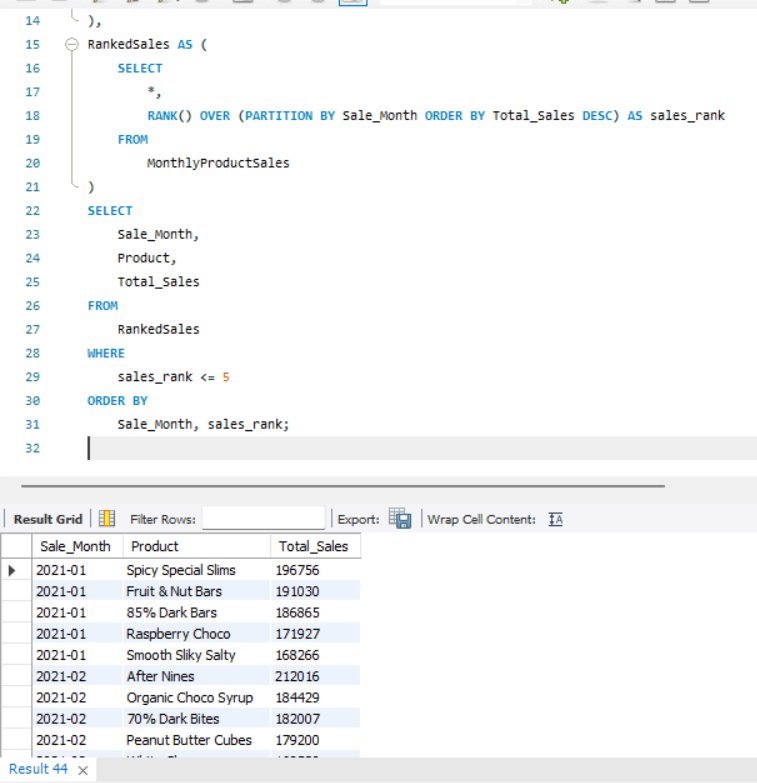 14 ),
15 RankedSales AS (
16 SELECT
17 *,
18 RANK() OVER (PARTITION BY Sale_Month ORDER BY Total_Sales DESC) AS sales_rank
19 FROM
20 MonthlyProductSales
21 )
22 SELECT
23 Sale_Month,
24 Product,
25 Total_Sales
26 FROM
27 RankedSales
28 WHERE
29 sales_rank <= 5
30 ORDER BY
31 Sale_Month, sales_rank;
32
Result Grid Filter Rows: Export: Wrap Cell Content: IA
Sale_Month Product Total_Sales
2021-01 Spicy Special Slims 196756
2021-01 Fruit & Nut Bars 191030
2021-01 85% Dark Bars 186865
2021-01 Raspberry Choco 171927
2021-01 Smooth Sliky Salty 168266
2021-02 After Nines 212016
2021-02 Organic Choco Syrup 184429
2021-02 70% Dark Bites 182007
2021-02 Peanut Butter Cubes 179200
Result 44 ×